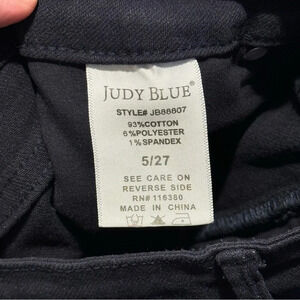 JUDY BLUE®
STYLE# JB88807
93%COTTON
6%POLYESTER
1%SPANDEX
5/27
SEE CARE ON
REVERSE SIDE
RN# 116380
MADE IN CHINA